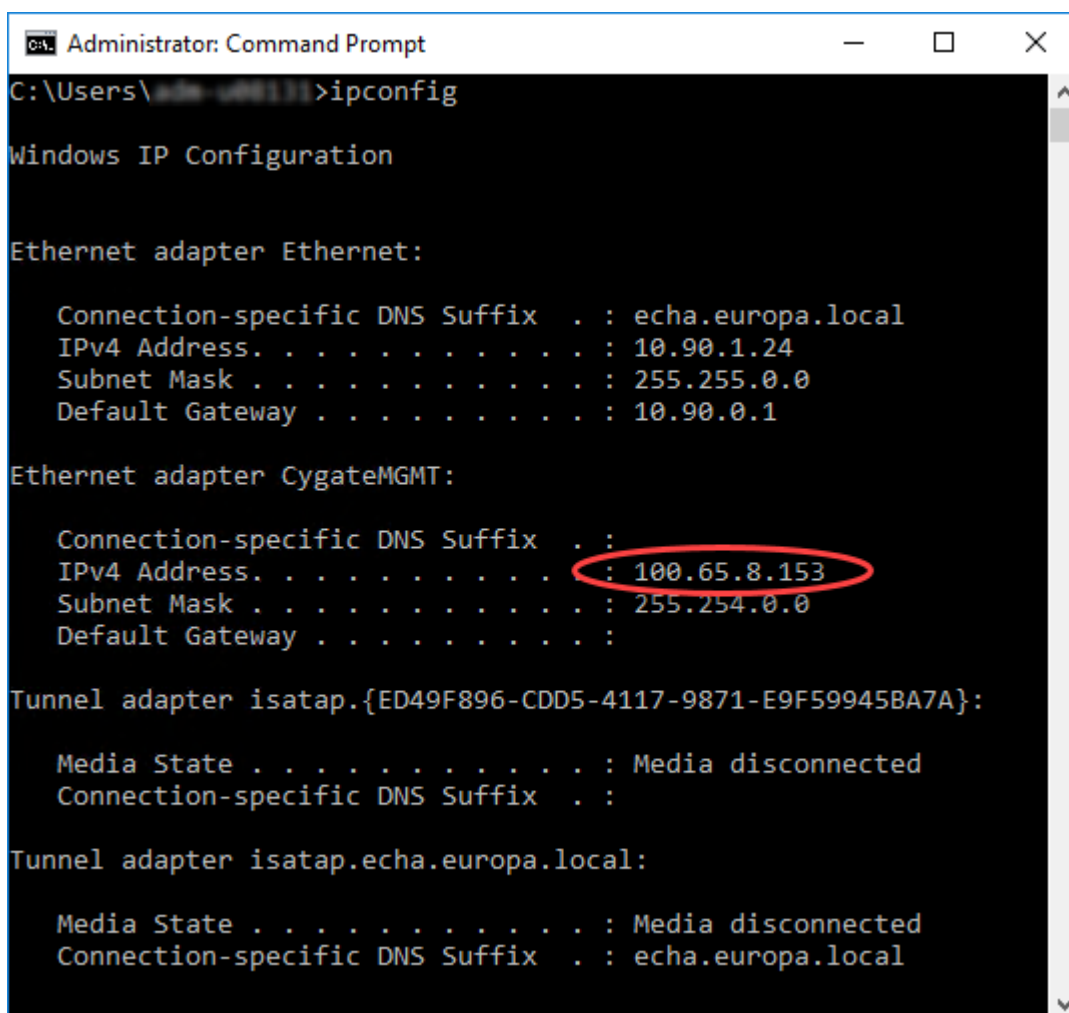 Administrator: Command Prompt
C:\Users\ >ipconfig
Windows IP Configuration
Ethernet adapter Ethernet:
Connection-specific DNS Suffix . : echa.europa.local
IPv4 Address. . . . . . . . . . . : 10.90.1.24
Subnet Mask . . . . . . . . . . . : 255.255.0.0
Default Gateway . . . . . . . . . : 10.90.0.1
Ethernet adapter CygateMGMT:
Connection-specific DNS Suffix . :
IPv4 Address. . . . . . . . . . . : 100.65.8.153
Subnet Mask . . . . . . . . . . . : 255.254.0.0
Default Gateway . . . . . . . . . :
Tunnel adapter isatap.{ED49F896-CDD5-4117-9871-E9F59945BA7A}:
Media State . . . . . . . . . . . : Media disconnected
Connection-specific DNS Suffix . :
Tunnel adapter isatap.echa.europa.local:
Media State . . . . . . . . . . . : Media disconnected
Connection-specific DNS Suffix . : echa.europa.local